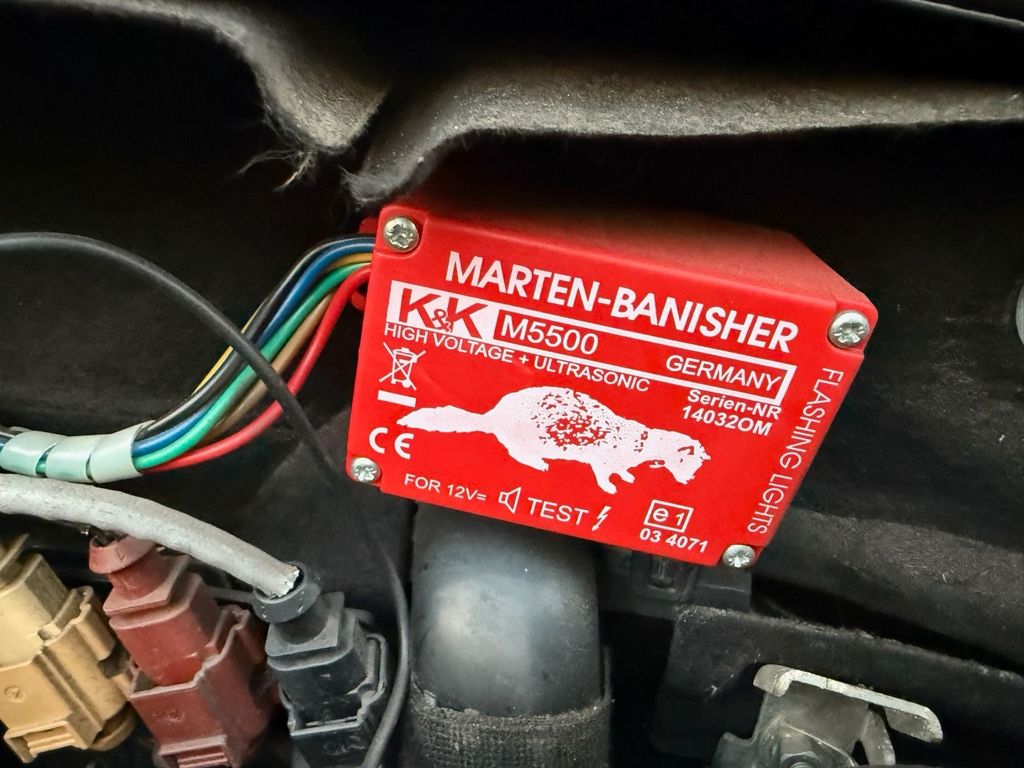 MARTEN-BANISHER
K&K M5500 GERMANY
HIGH VOLTAGE + ULTRASONIC
Serien-NR
14032OM
CE
FOR 12V= TEST
e1
03 4071
FLASHING LIGHTS